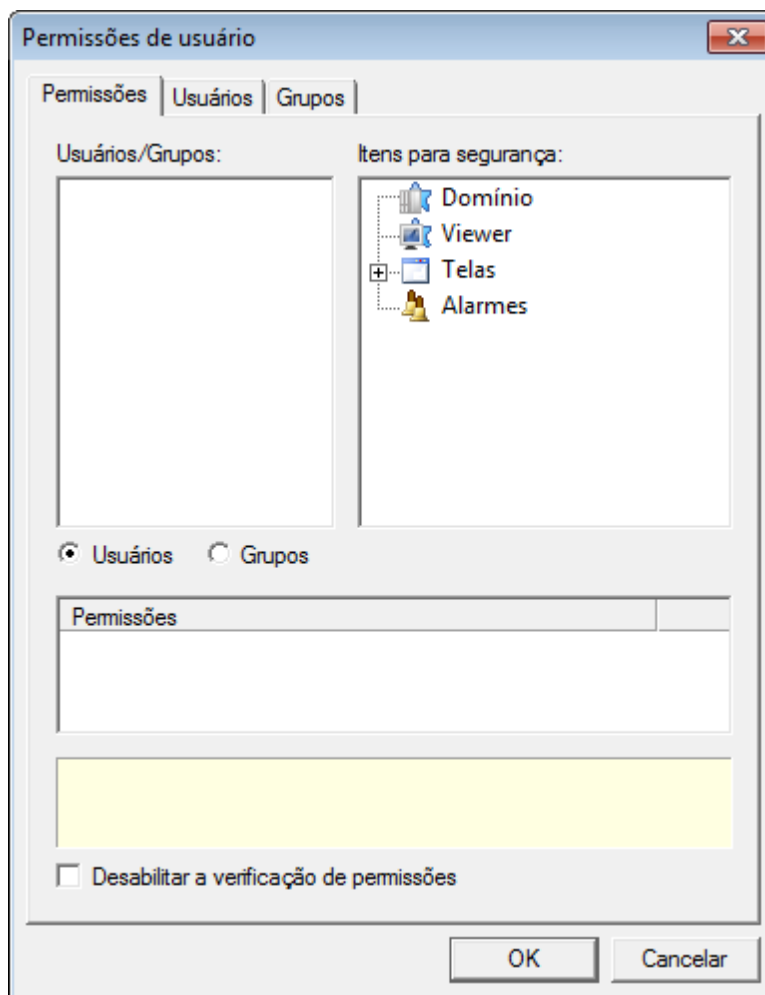 Permissões de usuário
Permissões Usuários Grupos
Usuários/Grupos: Itens para segurança:
Domínio
Viewer
Telas
Alarmes
Usuários Grupos
Permissões
Desabilitar a verificação de permissões
OK Cancelar